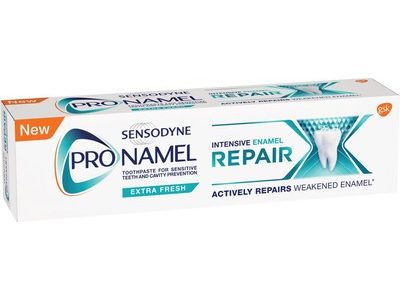 New
SENSODYNE
PRONAMEL
TOOTHPASTE FOR SENSITIVE
TEETH AND CAVITY PREVENTION
EXTRA FRESH
INTENSIVE ENAMEL
REPAIR
ACTIVELY REPAIRS WEAKENED ENAMEL*
gsk
New